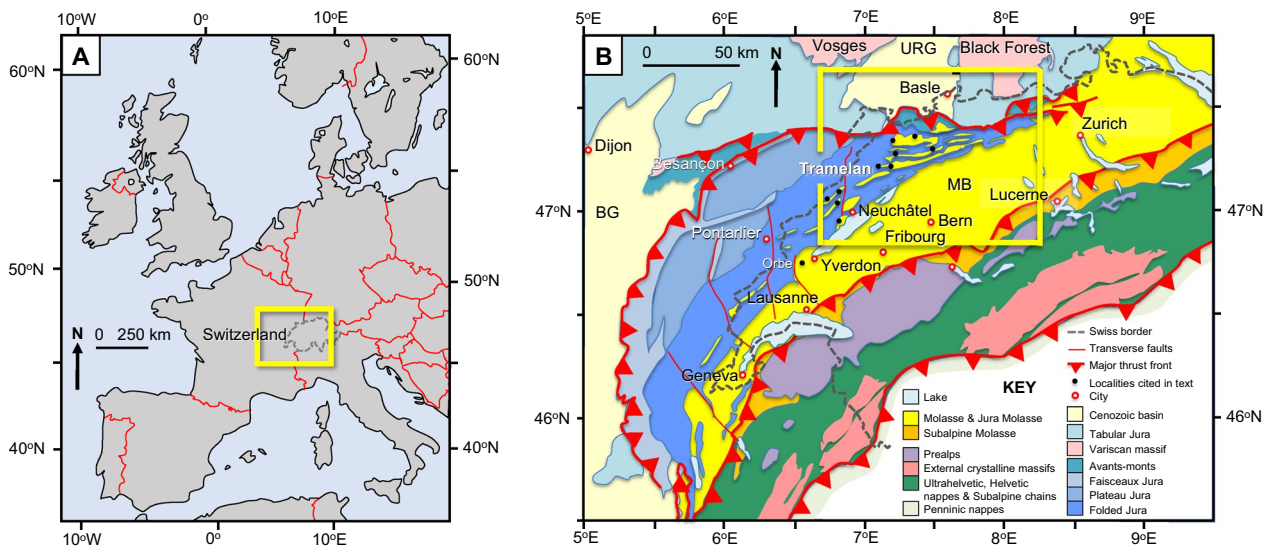 10°W
0°
10°E
A
60°N
60°N
50°N
50°N
Switzerland
N
0 250 km
40°N
40°N
10°W
0°
10°E
5°E
6°E
7°E
8°E
9°E
B
0 50 km
N
Vosges
URG
Black Forest
Basle
Zurich
Dijon
Besançon
Tramelan
MB
Lucerne
47°N
47°N
BG
Neuchâtel
Bern
Pontarlier
Fribourg
Orbe
Yverdon
Lausanne
Geneva
46°N
46°N
KEY
Swiss border
Transverse faults
Major thrust front
Localities cited in text
City
Lake
Molasse & Jura Molasse
Subalpine Molasse
Prealps
External crystalline massifs
Ultrahelvetic, Helvetic
nappes & Subalpine chains
Penninic nappes
Cenozoic basin
Tabular Jura
Variscan massif
Avants-monts
Faisceaux Jura
Plateau Jura
Folded Jura
5°E
6°E
7°E
8°E
9°E